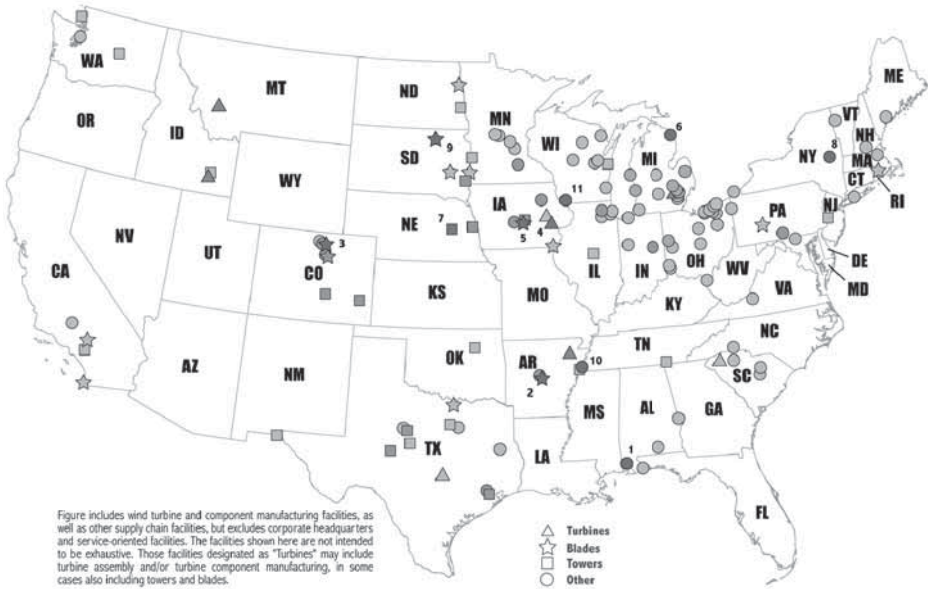 WA
MT
ND
MN
ME
OR
ID
SD
9
WI
6
MI
VT
NH
NY
8
MA
CT
RI
WY
11
IA
4
5
NE
7
NV
UT
3
CO
CA
KS
MO
IL
IN
OH
PA
NJ
DE
MD
WV
VA
KY
NC
AZ
NM
OK
AR
2
10
TN
SC
MS
AL
GA
1
TX
LA
FL
Figure includes wind turbine and component manufacturing facilities, as
well as other supply chain facilities, but excludes corporate headquarters
and service-oriented facilities. The facilities shown here are not intended
to be exhaustive. Those facilities designated as "Turbines" may include
turbine assembly and/or turbine component manufacturing, in some
cases also including towers and blades.
Turbines
Blades
Towers
Other